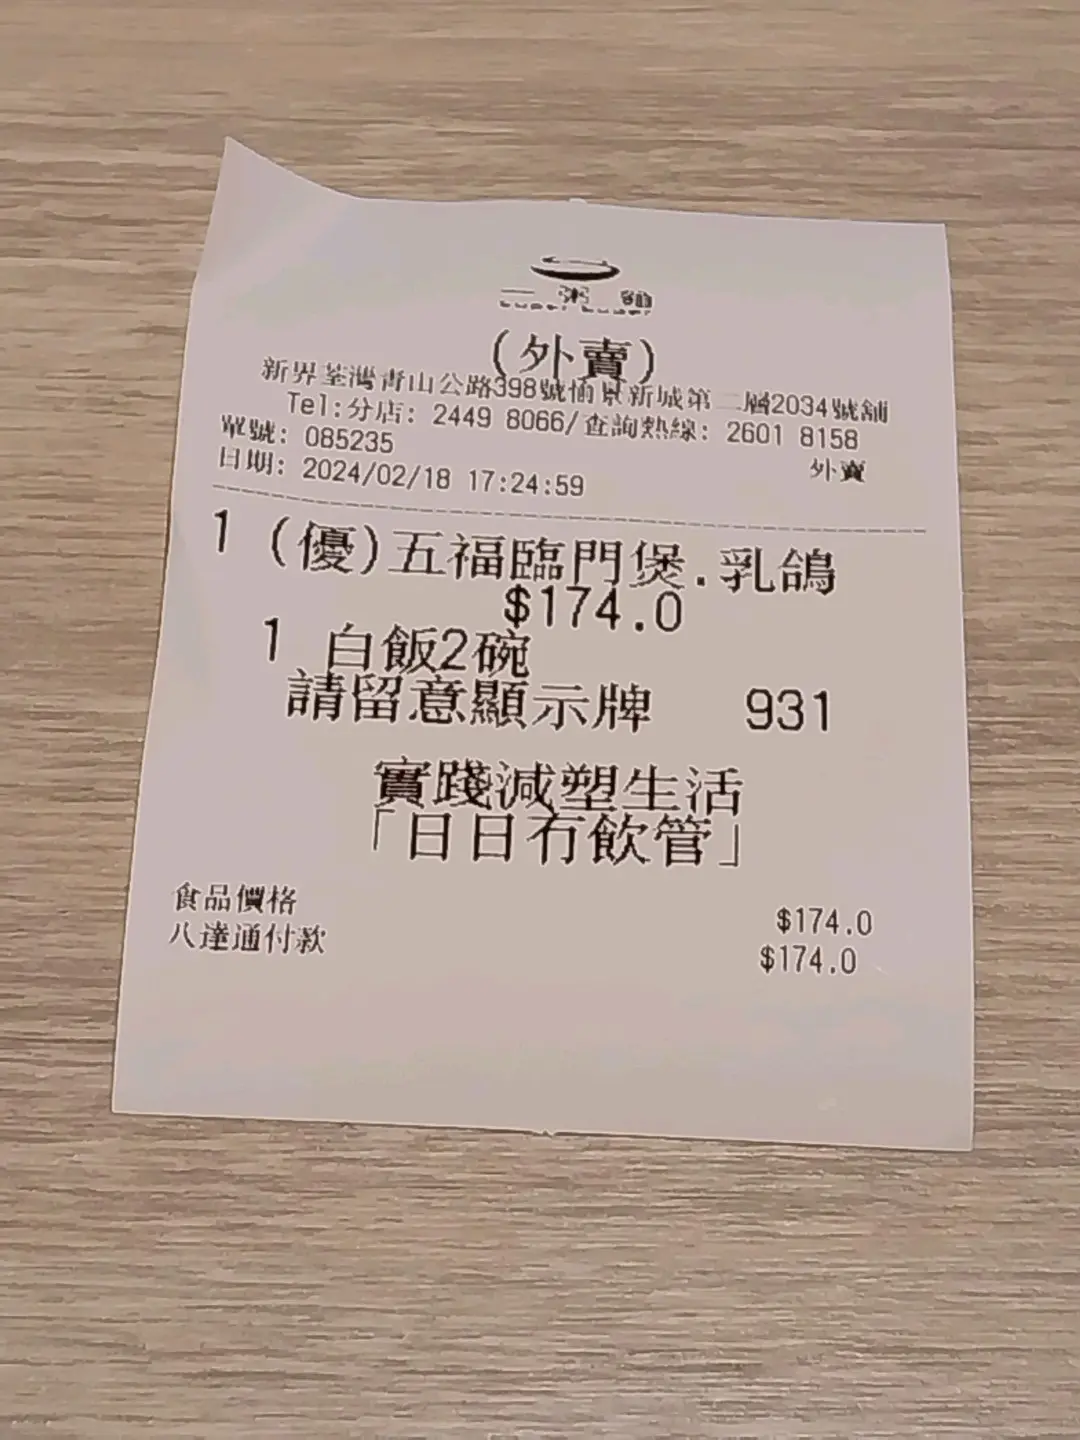 一粥麵
(外賣)
新界荃灣青山公路398號愉景新城第二層2034號舖
Tel:分店: 2449 8066/查詢熱線: 2601 8158
單號: 085235 外賣
日期: 2024/02/18 17:24:59
1 (優)五福臨門煲.乳鴿
$174.0
1 白飯2碗
請留意顯示牌 931
實踐減塑生活
「日日冇飲管」
食品價格 $174.0
八達通付款 $174.0